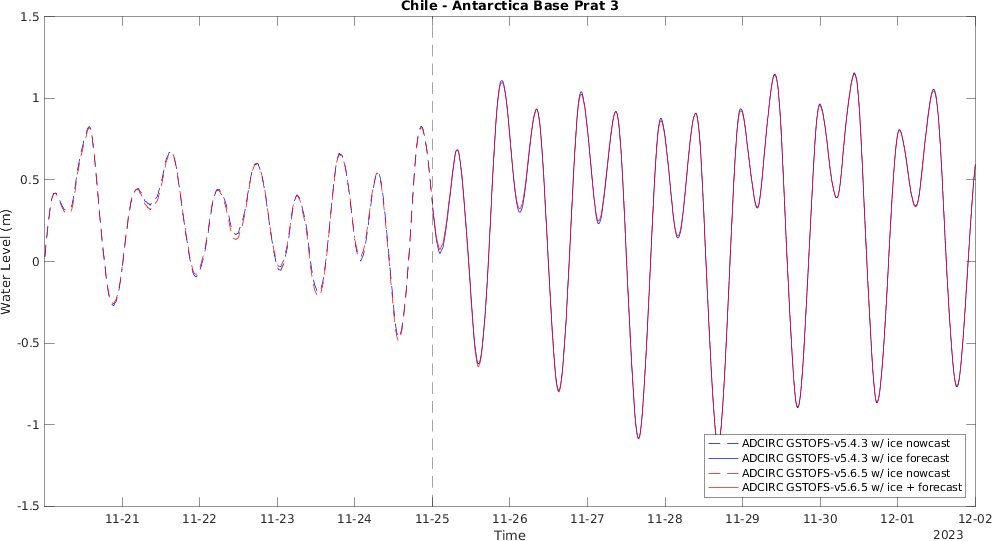 Chile - Antarctica Base Prat 3
1.5
1
0.5
0
-0.5
-1
-1.5
Water Level (m)
ADCIRC GSTOFS-v5.4.3 w/ ice nowcast
ADCIRC GSTOFS-v5.4.3 w/ ice forecast
ADCIRC GSTOFS-v5.6.5 w/ ice nowcast
ADCIRC GSTOFS-v5.6.5 w/ ice + forecast
11-21 11-22 11-23 11-24 11-25 11-26 11-27 11-28 11-29 11-30 12-01 12-02
Time
2023